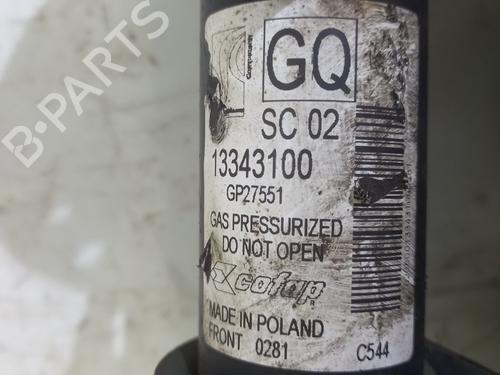 GQ
SC 02
13343100
GP27551
GAS PRESSURIZED
DO NOT OPEN
cofap
MADE IN POLAND
FRONT 0281
C544
B-PARTS